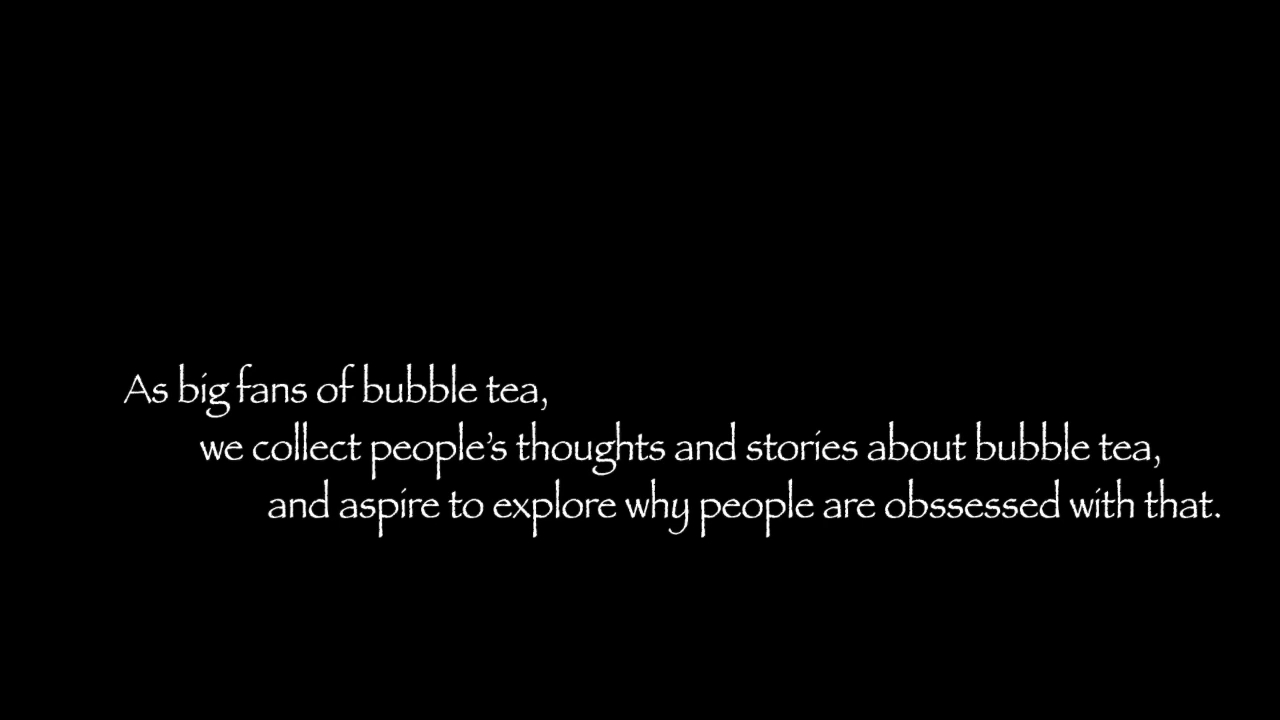 As big fans of bubble tea,
we collect people’s thoughts and stories about bubble tea,
and aspire to explore why people are obssessed with that.